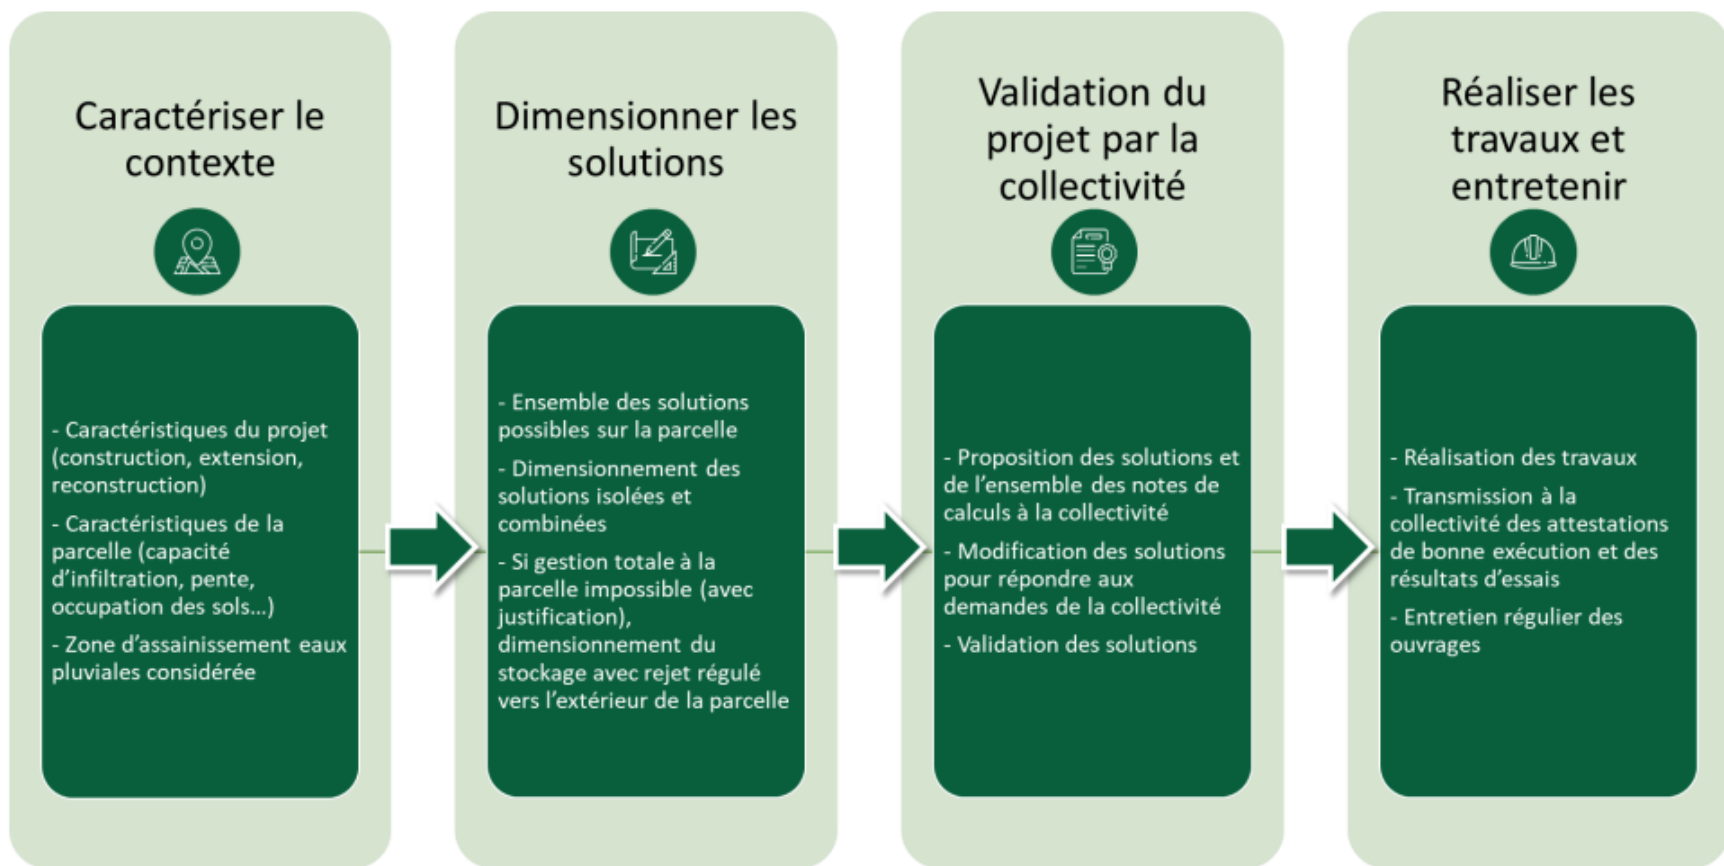 Caractériser le
contexte
- Caractéristiques du projet
(construction, extension,
reconstruction)
- Caractéristiques de la
parcelle (capacité
d’infiltration, pente,
occupation des sols…)
- Zone d’assainissement eaux
pluviales considérée
Dimensionner les
solutions
- Ensemble des solutions
possibles sur la parcelle
- Dimensionnement des
solutions isolées et
combinées
- Si gestion totale à la
parcelle impossible (avec
justification),
dimensionnement du
stockage avec rejet régulé
vers l’extérieur de la parcelle
Validation du
projet par la
collectivité
- Proposition des solutions et
de l’ensemble des notes de
calculs à la collectivité
- Modification des solutions
pour répondre aux
demandes de la collectivité
- Validation des solutions
Réaliser les
travaux et
entretenir
- Réalisation des travaux
- Transmission à la
collectivité des attestations
de bonne exécution et des
résultats d’essais
- Entretien régulier des
ouvrages